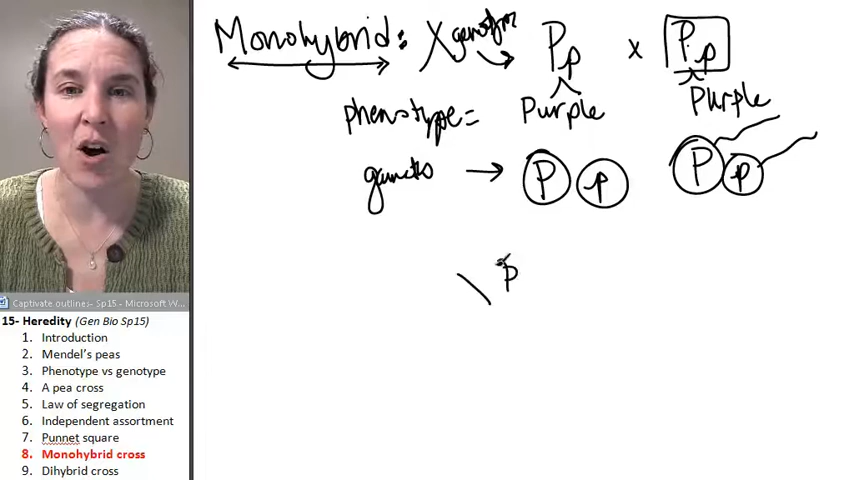 Monohybrid: X genotype Pp x Pp
phenotype = Purple Purple
gametes → P p P p
p
Captivate outlines- Sp15 - Microsoft W...
15- Heredity (Gen Bio Sp15)
1. Introduction
2. Mendel's peas
3. Phenotype vs genotype
4. A pea cross
5. Law of segregation
6. Independent assortment
7. Punnet square
8. Monohybrid cross
9. Dihybrid cross